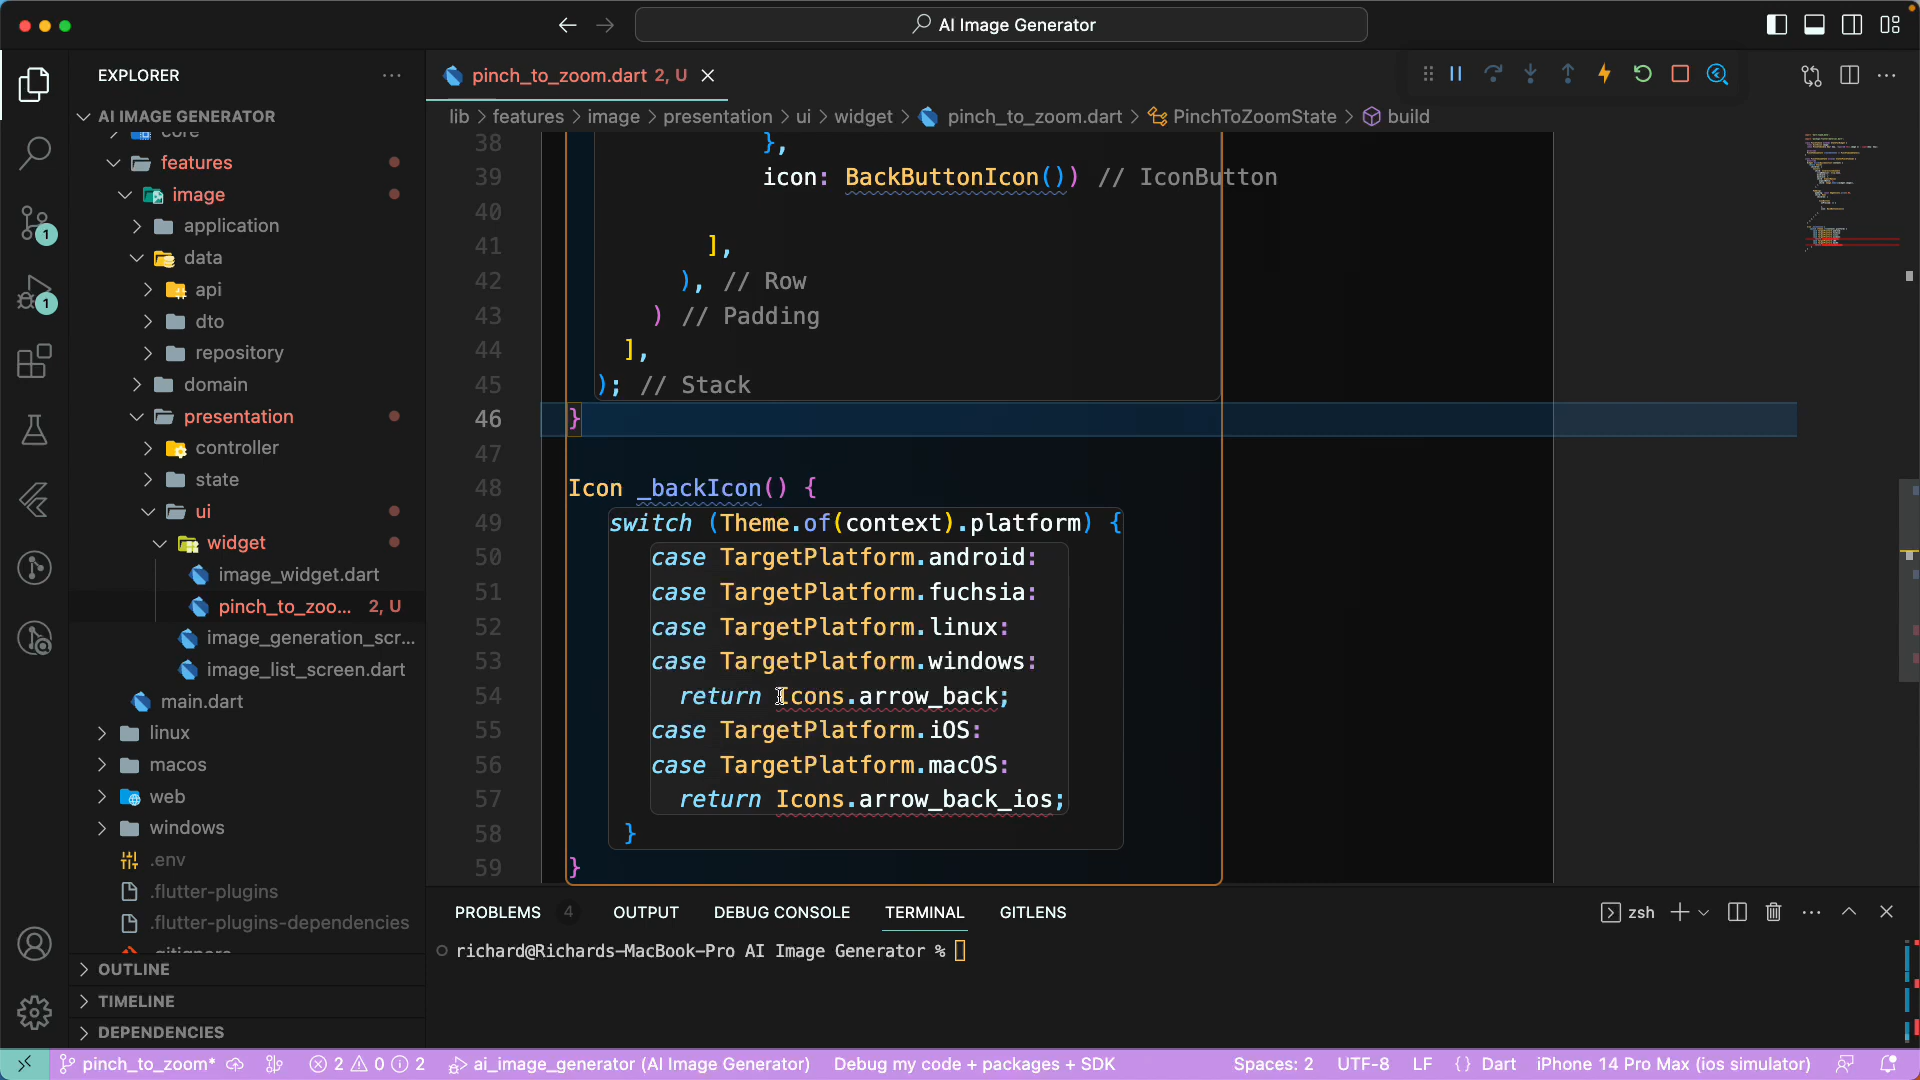 AI Image Generator
EXPLORER
AI IMAGE GENERATOR
core
features
image
application
data
api
dto
repository
domain
presentation
controller
state
ui
widget
image_widget.dart
pinch_to_zoo... 2, U
image_generation_scr...
image_list_screen.dart
main.dart
linux
macos
web
windows
.env
.flutter-plugins
.flutter-plugins-dependencies
.gitignore
OUTLINE
TIMELINE
DEPENDENCIES
1
1
pinch_to_zoom.dart 2, U
lib > features > image > presentation > ui > widget > pinch_to_zoom.dart > PinchToZoomState > build
38 },
39 icon: BackButtonIcon()) // IconButton
40
41 ],
42 ), // Row
43 ) // Padding
44 ],
45 ); // Stack
46 }
47
48 Icon _backIcon() {
49 switch (Theme.of(context).platform) {
50 case TargetPlatform.android:
51 case TargetPlatform.fuchsia:
52 case TargetPlatform.linux:
53 case TargetPlatform.windows:
54 return Icons.arrow_back;
55 case TargetPlatform.iOS:
56 case TargetPlatform.macOS:
57 return Icons.arrow_back_ios;
58 }
59 }
PROBLEMS 4 OUTPUT DEBUG CONSOLE TERMINAL GITLENS
zsh
richard@Richards-MacBook-Pro AI Image Generator %
pinch_to_zoom* 2 0 2 ai_image_generator (AI Image Generator) Debug my code + packages + SDK Spaces: 2 UTF-8 LF {} Dart iPhone 14 Pro Max (ios simulator)